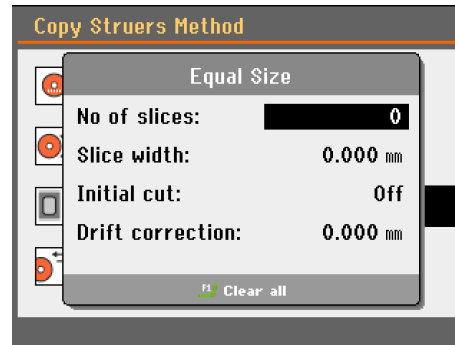 Copy Struers Method
Equal Size
No of slices: 0
Slice width: 0.000 mm
Initial cut: Off
Drift correction: 0.000 mm
F1 Clear all